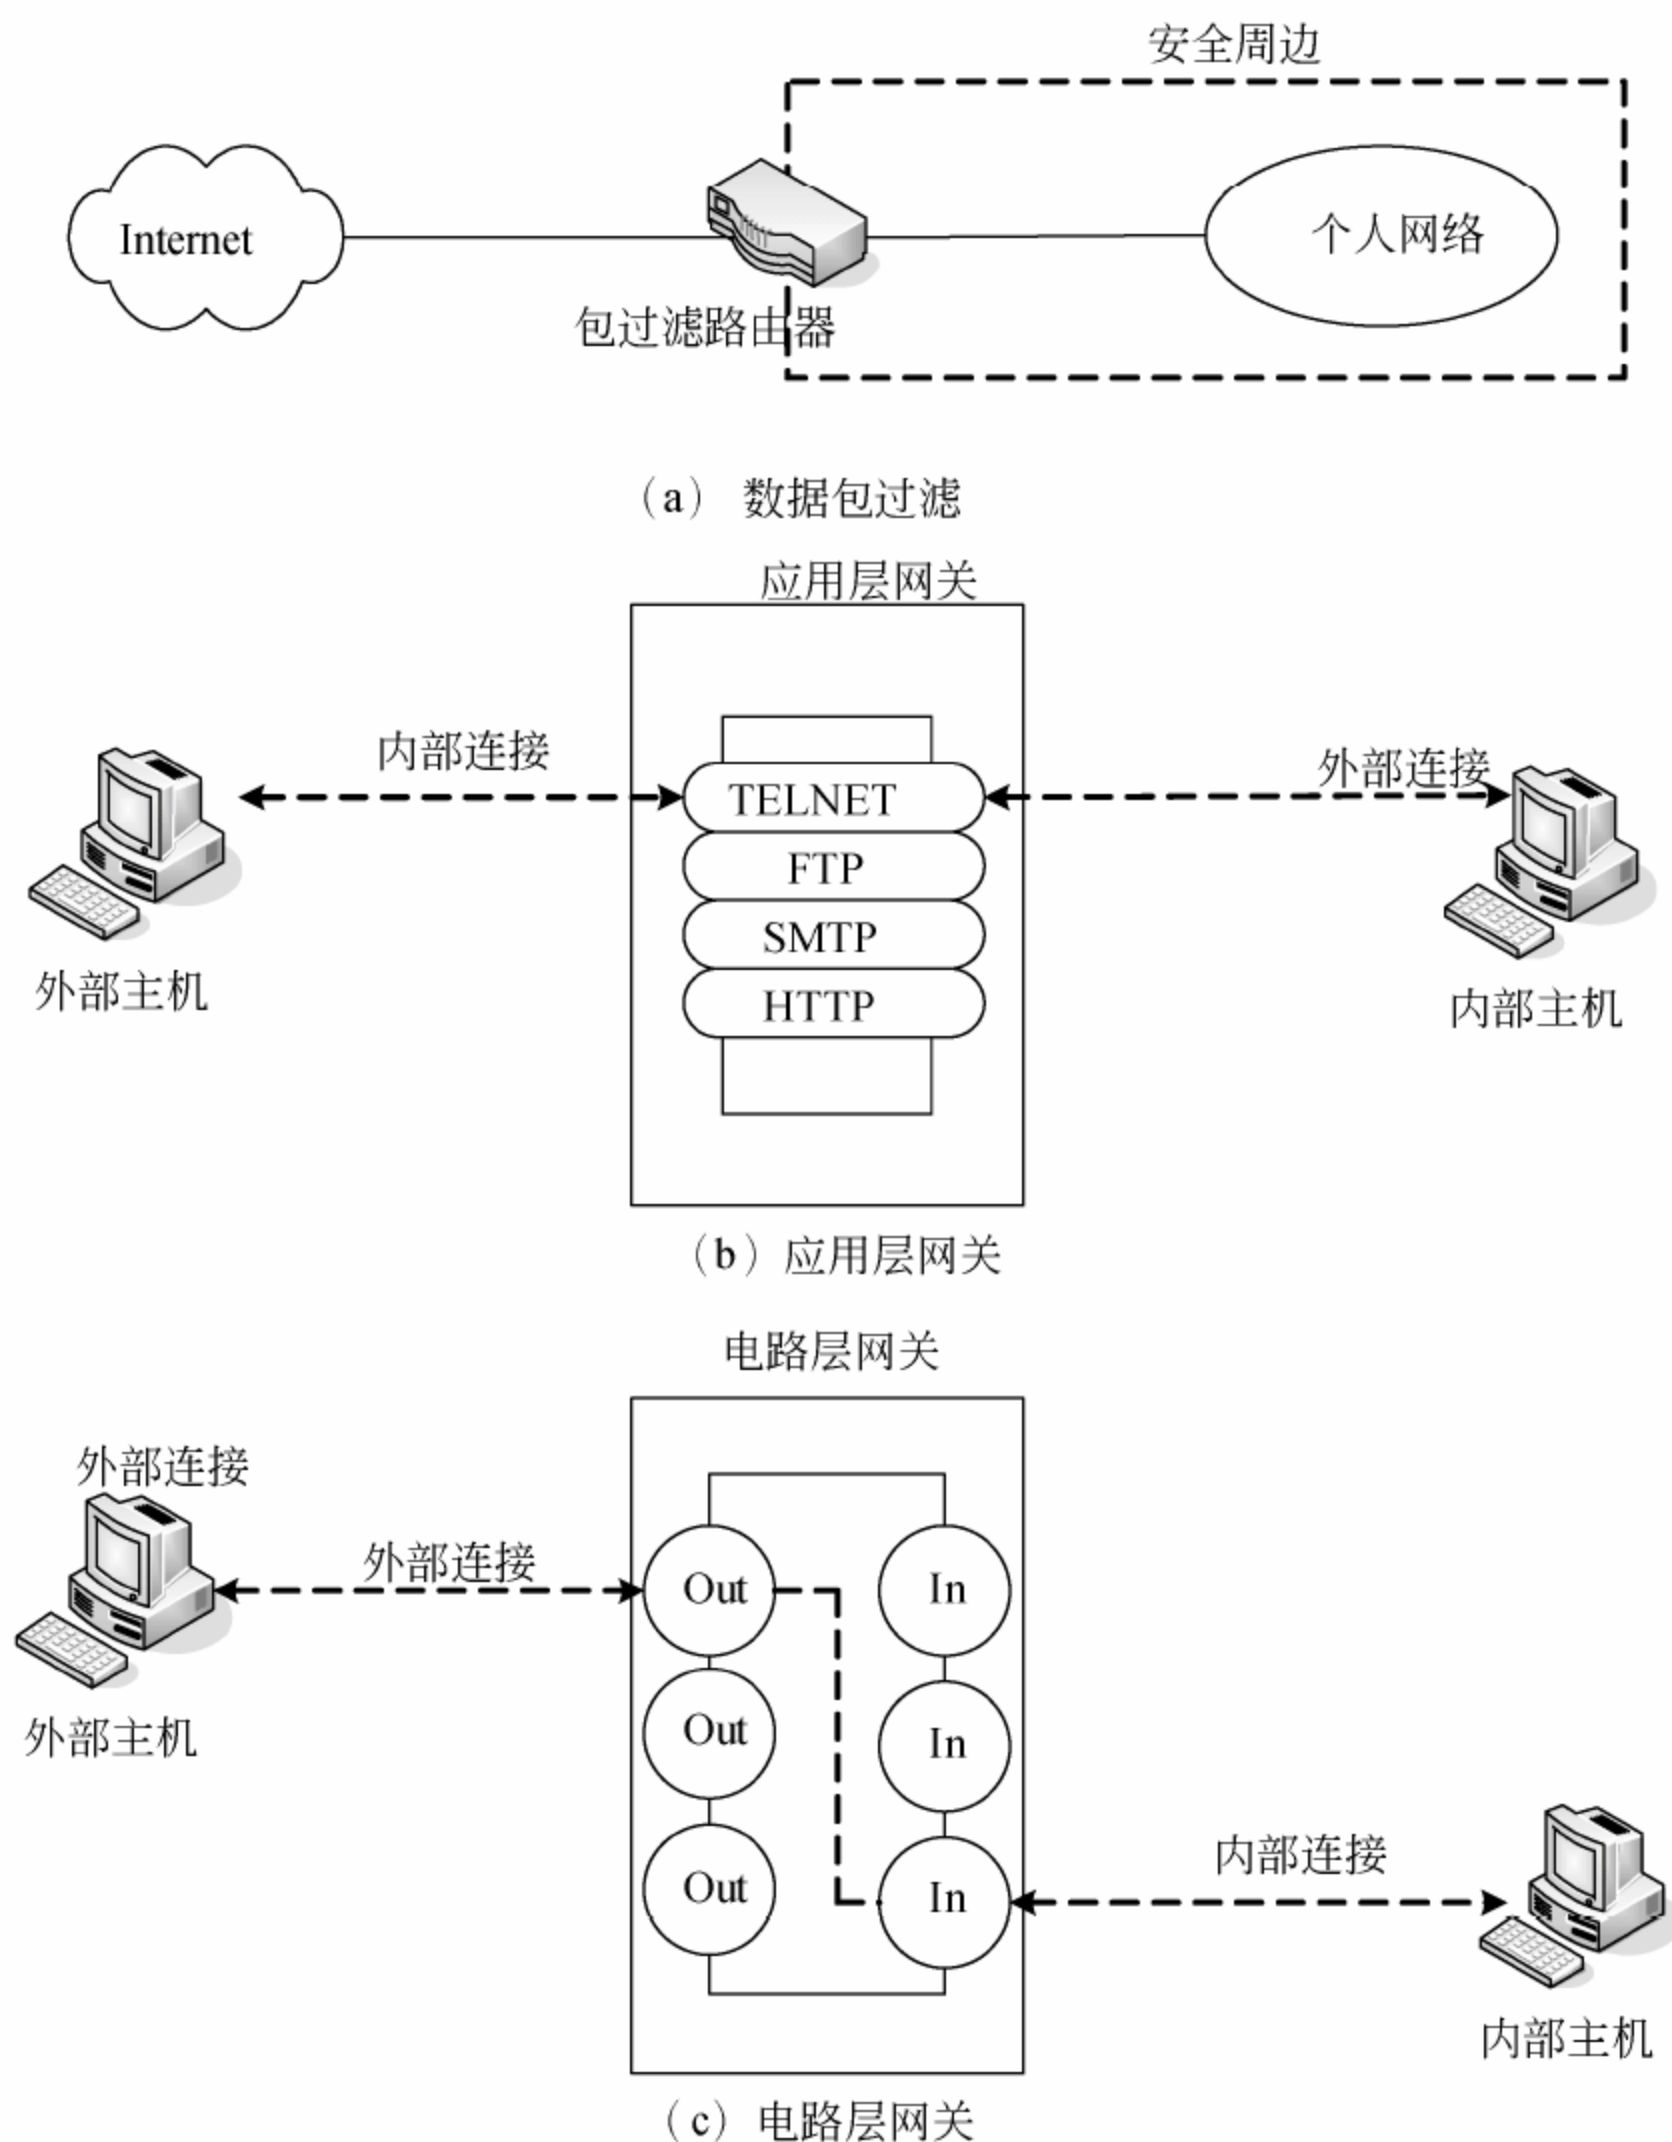 安全周边
Internet
个人网络
包过滤路由器
（a） 数据包过滤
应用层网关
内部连接
外部连接
TELNET
FTP
SMTP
HTTP
外部主机
内部主机
（b）应用层网关
电路层网关
外部连接
外部连接
Out
In
Out
In
外部主机
Out
In
内部连接
内部主机
（c）电路层网关